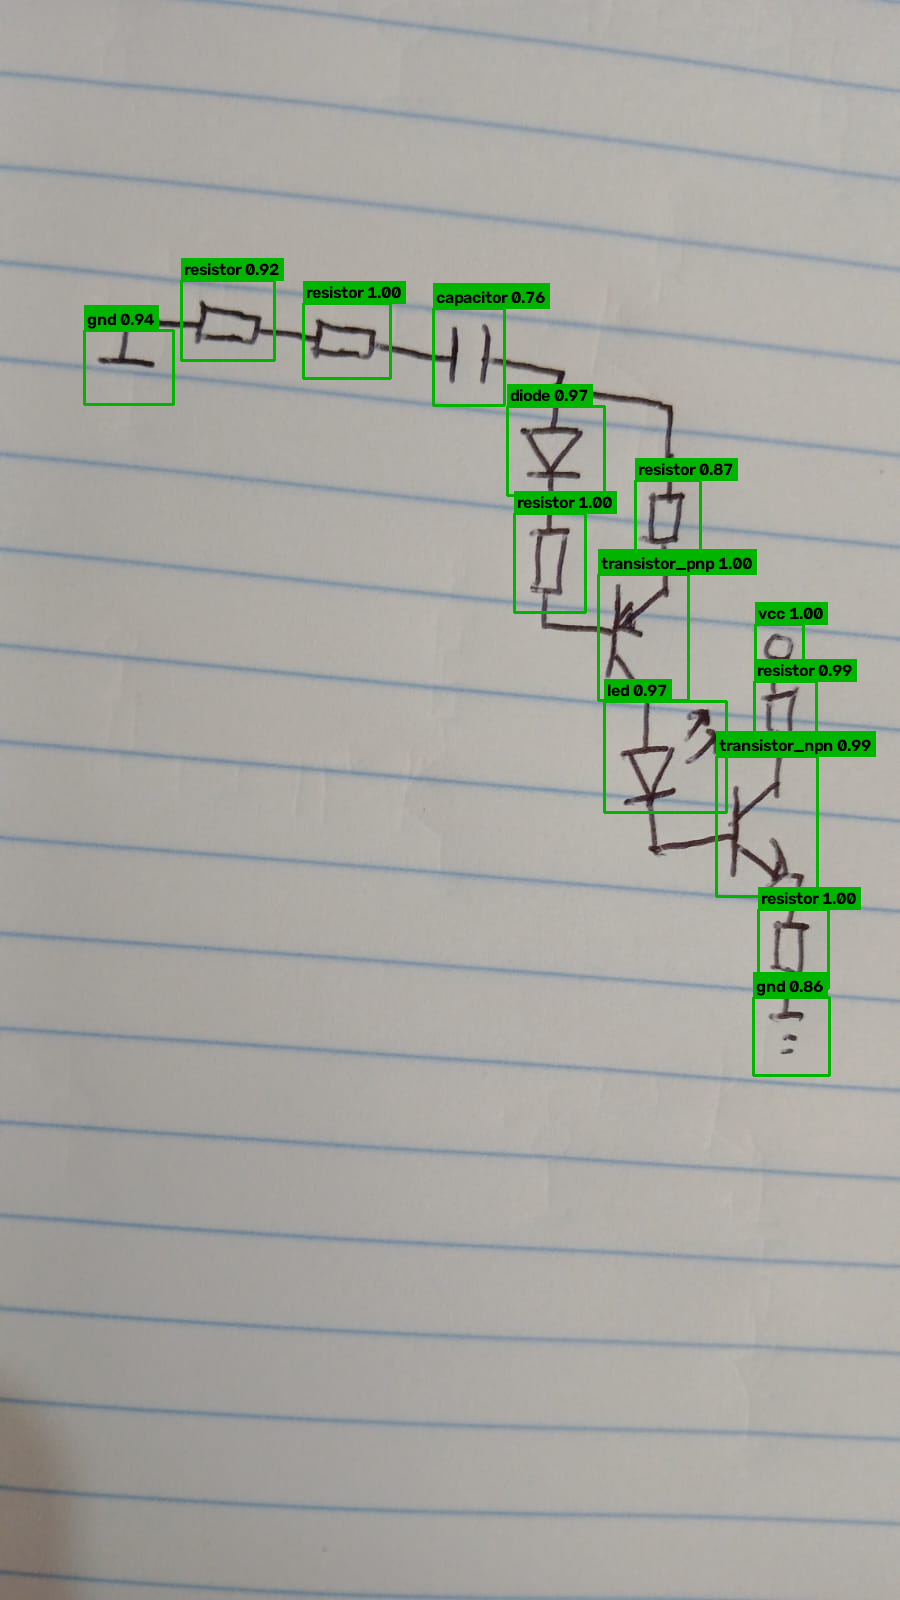 resistor 0.92
resistor 1.00
capacitor 0.76
gnd 0.94
diode 0.97
resistor 0.87
resistor 1.00
transistor_pnp 1.00
vcc 1.00
resistor 0.99
led 0.97
transistor_npn 0.99
resistor 1.00
gnd 0.86